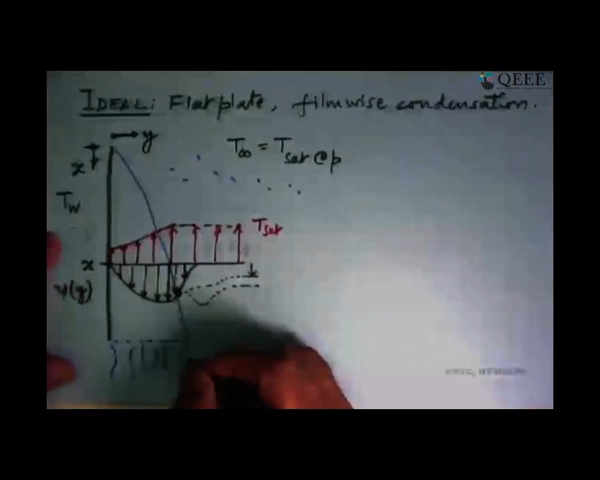 QEEE
IDEAL: Flat plate, filmwise condensation.
y
T∞ = Tsat @ p
x
Tw
Tsat
x
u(y)